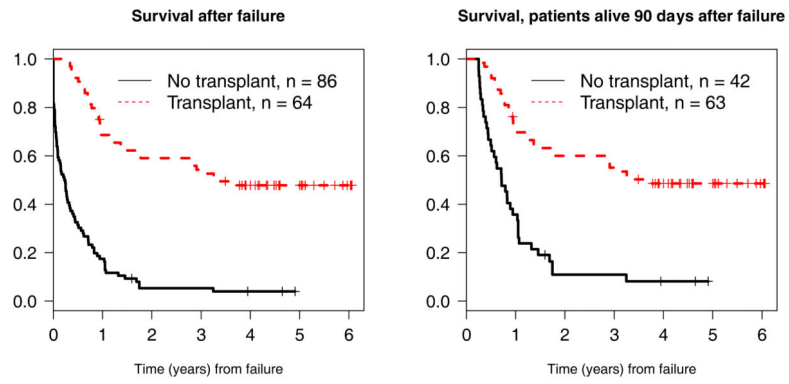 Survival after failure
1.0
0.8
0.6
0.4
0.2
0.0
No transplant, n = 86
Transplant, n = 64
0 1 2 3 4 5 6
Time (years) from failure
Survival, patients alive 90 days after failure
1.0
0.8
0.6
0.4
0.2
0.0
No transplant, n = 42
Transplant, n = 63
0 1 2 3 4 5 6
Time (years) from failure